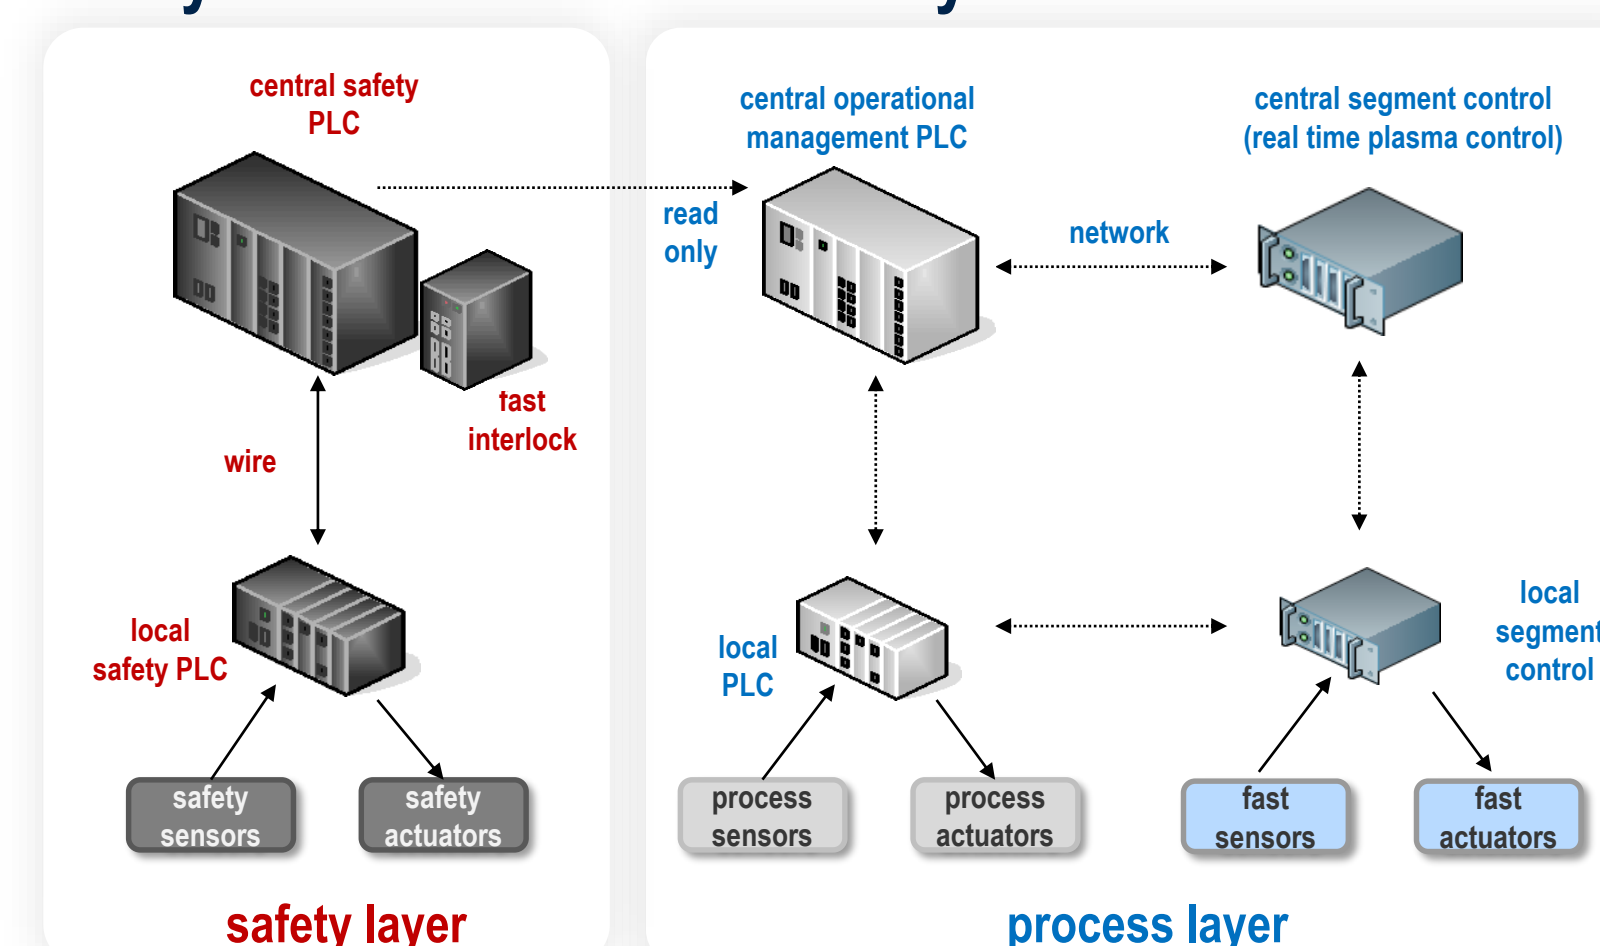 central safety
PLC
central operational
management PLC
central segment control
(real time plasma control)
read
only
network
fast
interlock
wire
local
safety PLC
local
PLC
local
segment
control
safety
sensors
safety
actuators
process
sensors
process
actuators
fast
sensors
fast
actuators
safety layer
process layer